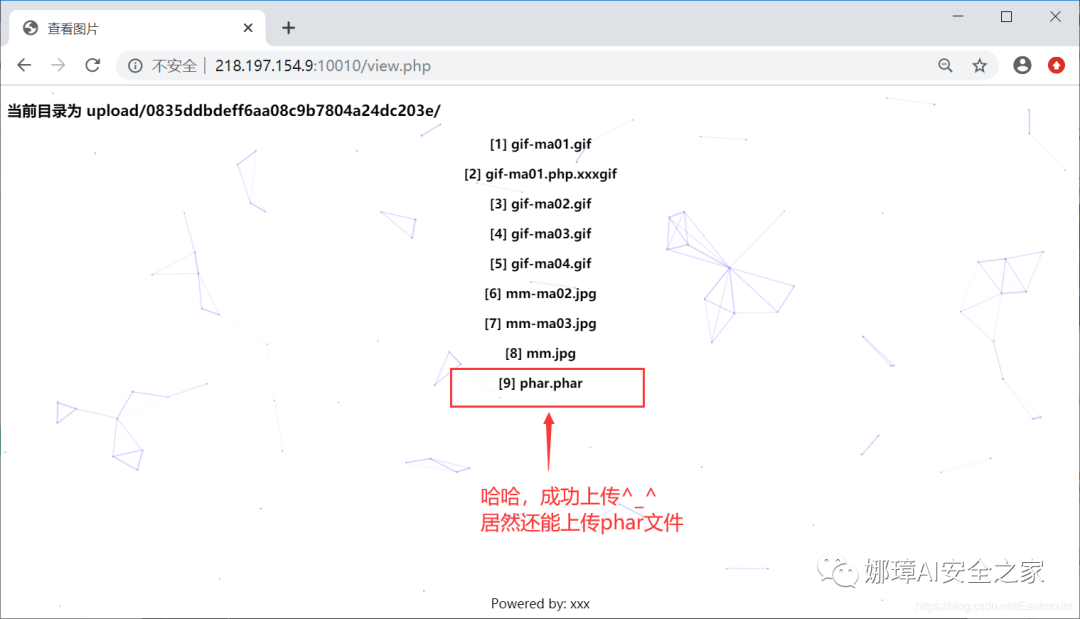 查看图片
不安全 | 218.197.154.9:10010/view.php
当前目录为 upload/0835ddbdeff6aa08c9b7804a24dc203e/
[1] gif-ma01.gif
[2] gif-ma01.php.xxxgif
[3] gif-ma02.gif
[4] gif-ma03.gif
[5] gif-ma04.gif
[6] mm-ma02.jpg
[7] mm-ma03.jpg
[8] mm.jpg
[9] phar.phar
哈哈，成功上传^_^
居然还能上传phar文件
娜璋AI安全之家
Powered by: xxx
https://blog.csdn.net/Eastmount